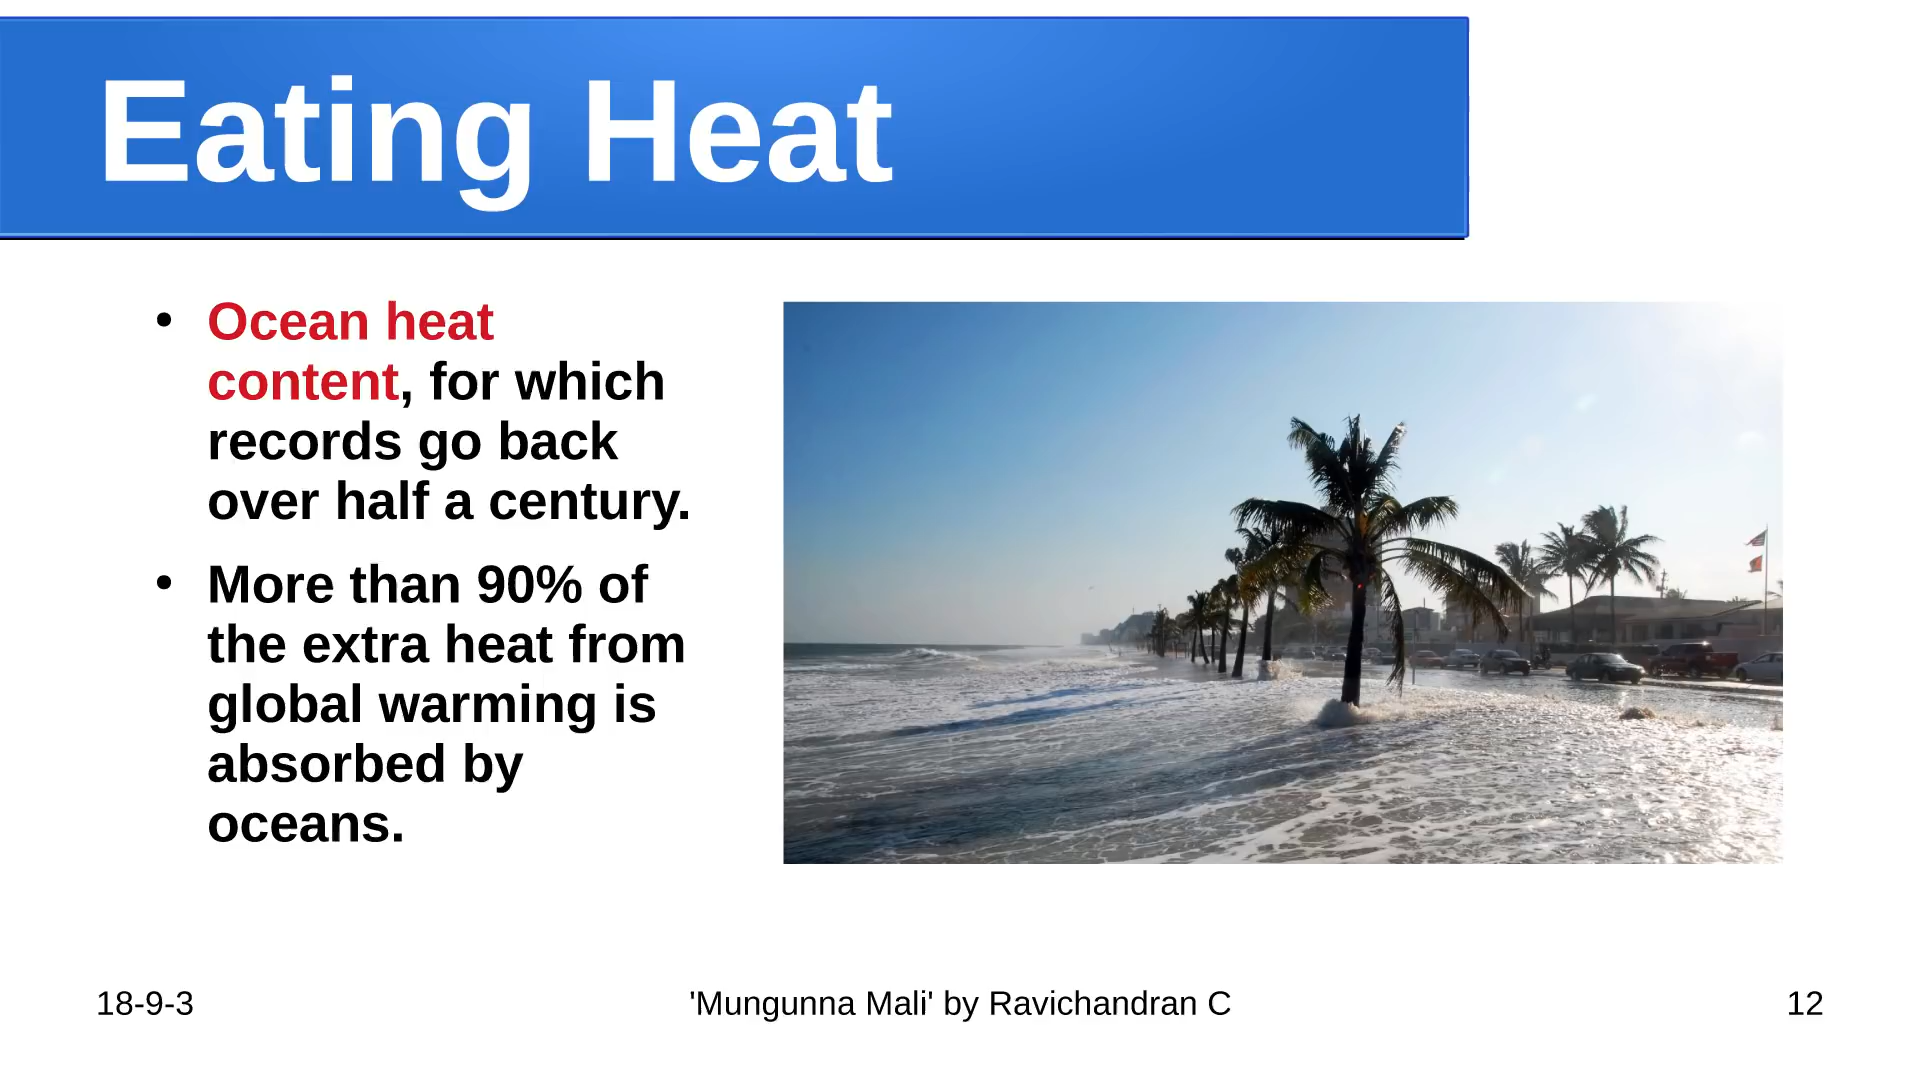 Eating Heat
• Ocean heat
content, for which
records go back
over half a century.
• More than 90% of
the extra heat from
global warming is
absorbed by
oceans.
18-9-3
'Mungunna Mali' by Ravichandran C
12